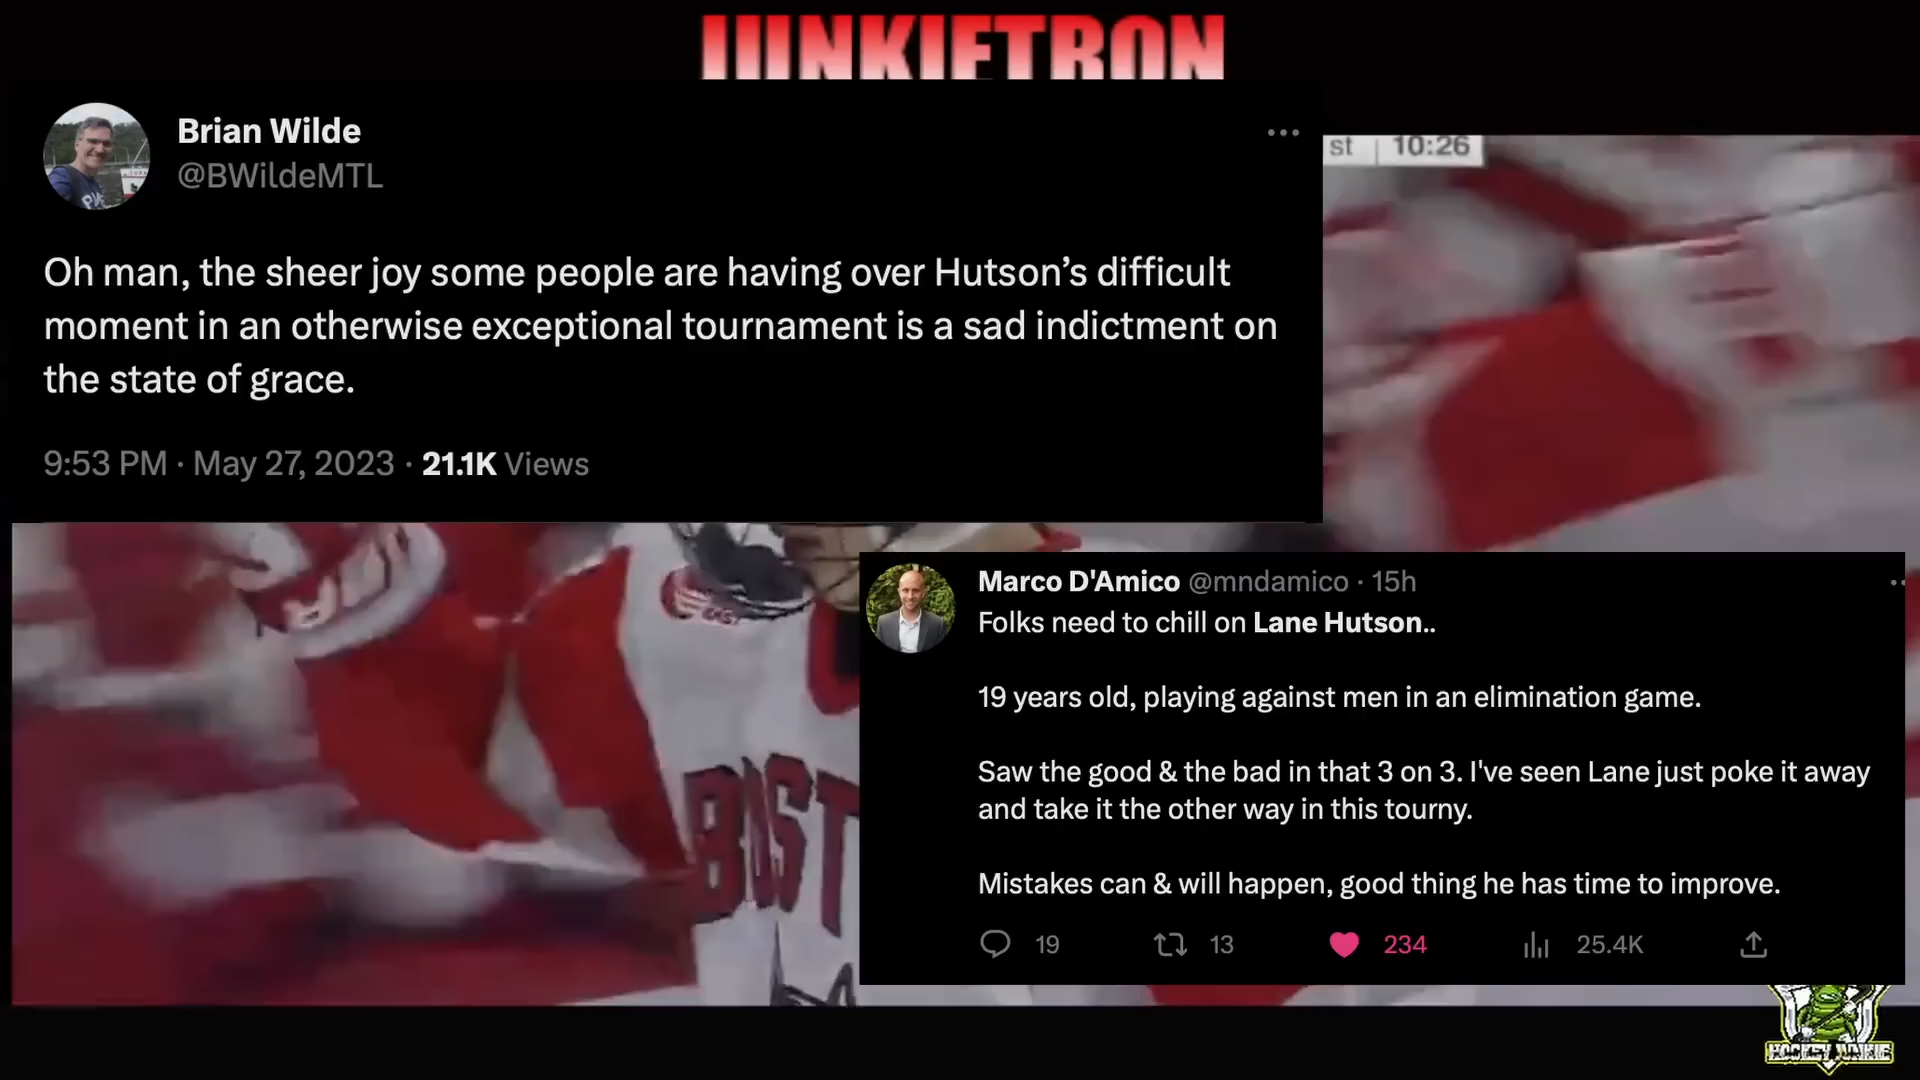 JUNKIETRON
Brian Wilde
@BWildeMTL
st 10:26
Oh man, the sheer joy some people are having over Hutson’s difficult
moment in an otherwise exceptional tournament is a sad indictment on
the state of grace.
9:53 PM · May 27, 2023 · 21.1K Views
Marco D'Amico @mndamico · 15h
Folks need to chill on Lane Hutson..
19 years old, playing against men in an elimination game.
Saw the good & the bad in that 3 on 3. I've seen Lane just poke it away
and take it the other way in this tourny.
Mistakes can & will happen, good thing he has time to improve.
19 13 234 25.4K
BOST
HOCKEY JUNKIE